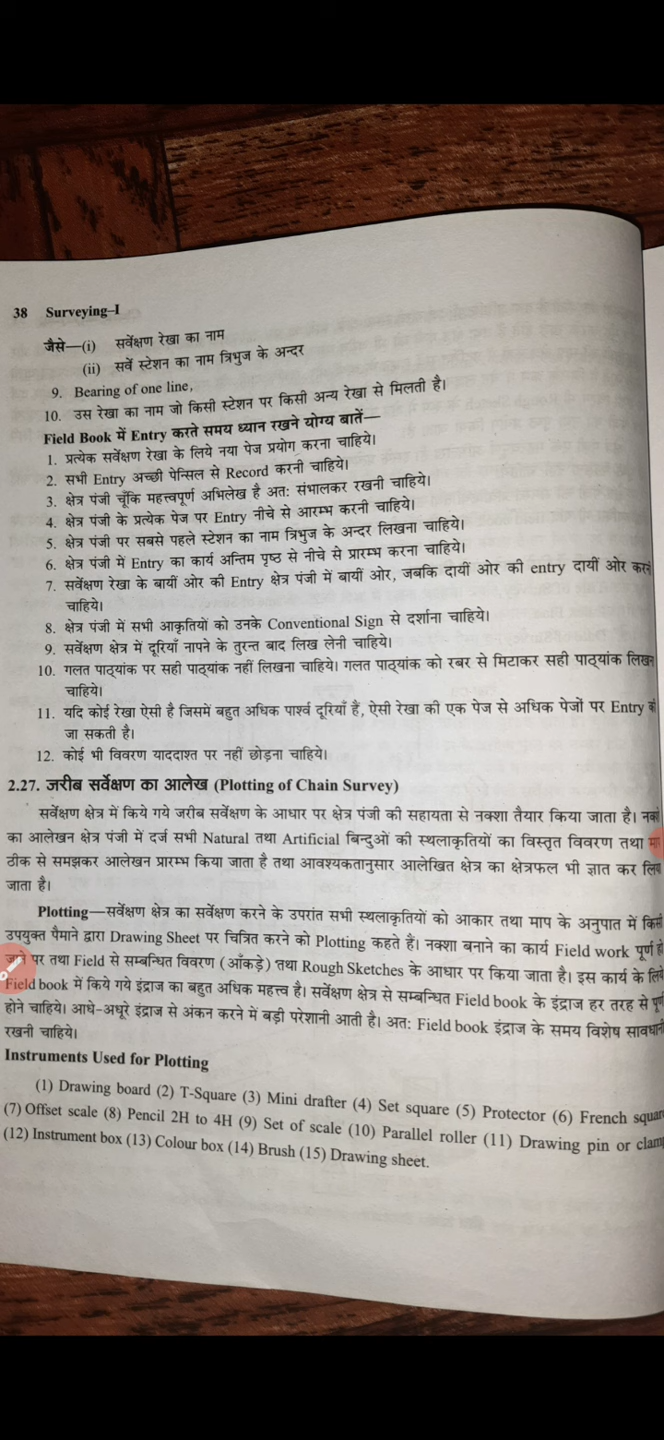 38 Surveying–I
जैसे—(i) सर्वेक्षण रेखा का नाम
(ii) सर्वे स्टेशन का नाम त्रिभुज के अन्दर
9. Bearing of one line,
10. उस रेखा का नाम जो किसी स्टेशन पर किसी अन्य रेखा से मिलती है।
Field Book में Entry करते समय ध्यान रखने योग्य बातें—
1. प्रत्येक सर्वेक्षण रेखा के लिये नया पेज प्रयोग करना चाहिये।
2. सभी Entry अच्छी पेन्सिल से Record करनी चाहिये।
3. क्षेत्र पंजी चूँकि महत्त्वपूर्ण अभिलेख है अत: संभालकर रखनी चाहिये।
4. क्षेत्र पंजी के प्रत्येक पेज पर Entry नीचे से आरम्भ करनी चाहिये।
5. क्षेत्र पंजी पर सबसे पहले स्टेशन का नाम त्रिभुज के अन्दर लिखना चाहिये।
6. क्षेत्र पंजी में Entry का कार्य अन्तिम पृष्ठ से नीचे से प्रारम्भ करना चाहिये।
7. सर्वेक्षण रेखा के बायीं ओर की Entry क्षेत्र पंजी में बायीं ओर, जबकि दायीं ओर की entry दायीं ओर
चाहिये।
8. क्षेत्र पंजी में सभी आकृतियों को उनके Conventional Sign से दर्शाना चाहिये।
9. सर्वेक्षण क्षेत्र में दूरियाँ नापने के तुरन्त बाद लिख लेनी चाहिये।
10. गलत पाठ्यांक पर सही पाठ्यांक नहीं लिखना चाहिये। गलत पाठ्यांक को रबर से मिटाकर सही पाठ्यांक
चाहिये।
11. यदि कोई रेखा ऐसी है जिसमें बहुत अधिक पार्श्व दूरियाँ हैं, ऐसी रेखा की एक पेज से अधिक पेजों पर Entry
जा सकती है।
12. कोई भी विवरण याददाश्त पर नहीं छोड़ना चाहिये।
2.27. जरीब सर्वेक्षण का आलेख (Plotting of Chain Survey)
सर्वेक्षण क्षेत्र में किये गये जरीब सर्वेक्षण के आधार पर क्षेत्र पंजी की सहायता से नक्शा तैयार किया जाता है।
का आलेखन क्षेत्र पंजी में दर्ज सभी Natural तथा Artificial बिन्दुओं की स्थलाकृतियों का विस्तृत विवरण तथा
ठीक से समझकर आलेखन प्रारम्भ किया जाता है तथा आवश्यकतानुसार आलेखित क्षेत्र का क्षेत्रफल भी ज्ञात कर
जाता है।
Plotting—सर्वेक्षण क्षेत्र का सर्वेक्षण करने के उपरांत सभी स्थलाकृतियों को आकार तथा माप के अनुपात में
उपयुक्त पैमाने द्वारा Drawing Sheet पर चित्रित करने को Plotting कहते हैं। नक्शा बनाने का कार्य Field work पूर्ण
जाने पर तथा Field से सम्बन्धित विवरण (आँकड़े) तथा Rough Sketches के आधार पर किया जाता है। इस कार्य के लिये
Field book में किये गये इंद्राज का बहुत अधिक महत्त्व है। सर्वेक्षण क्षेत्र से सम्बन्धित Field book के इंद्राज हर तरह से
होने चाहिये। आधे-अधूरे इंद्राज से अंकन करने में बड़ी परेशानी आती है। अत: Field book इंद्राज के समय विशेष
रखनी चाहिये।
Instruments Used for Plotting
(1) Drawing board (2) T-Square (3) Mini drafter (4) Set square (5) Protector (6) French
(7) Offset scale (8) Pencil 2H to 4H (9) Set of scale (10) Parallel roller (11) Drawing pin or
(12) Instrument box (13) Colour box (14) Brush (15) Drawing sheet.